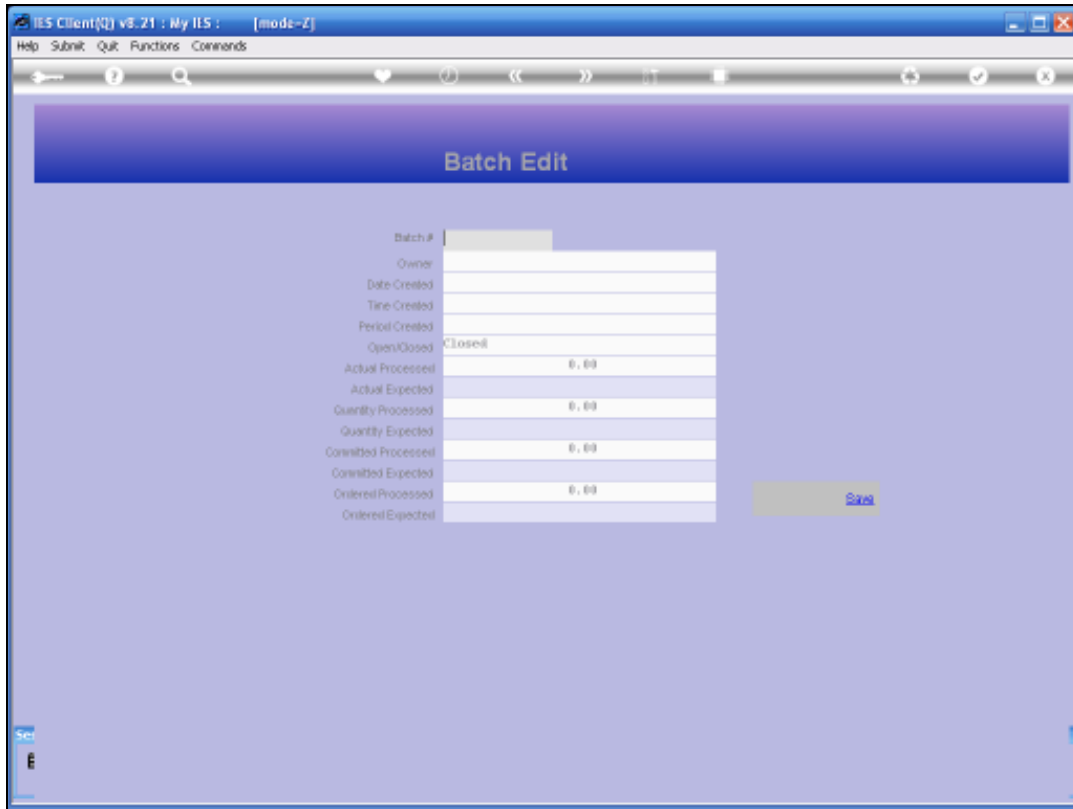 IES Client(Q) v8.21 : My IES : [mode=Z]
Help Submit Quit Functions Commands
Batch Edit
Batch #
Owner
Date Created
Time Created
Period Created
Open/Closed Closed
Actual Processed 0.00
Actual Expected
Quantity Processed 0.00
Quantity Expected
Committed Processed 0.00
Committed Expected
Ordered Processed 0.00
Save
Ordered Expected